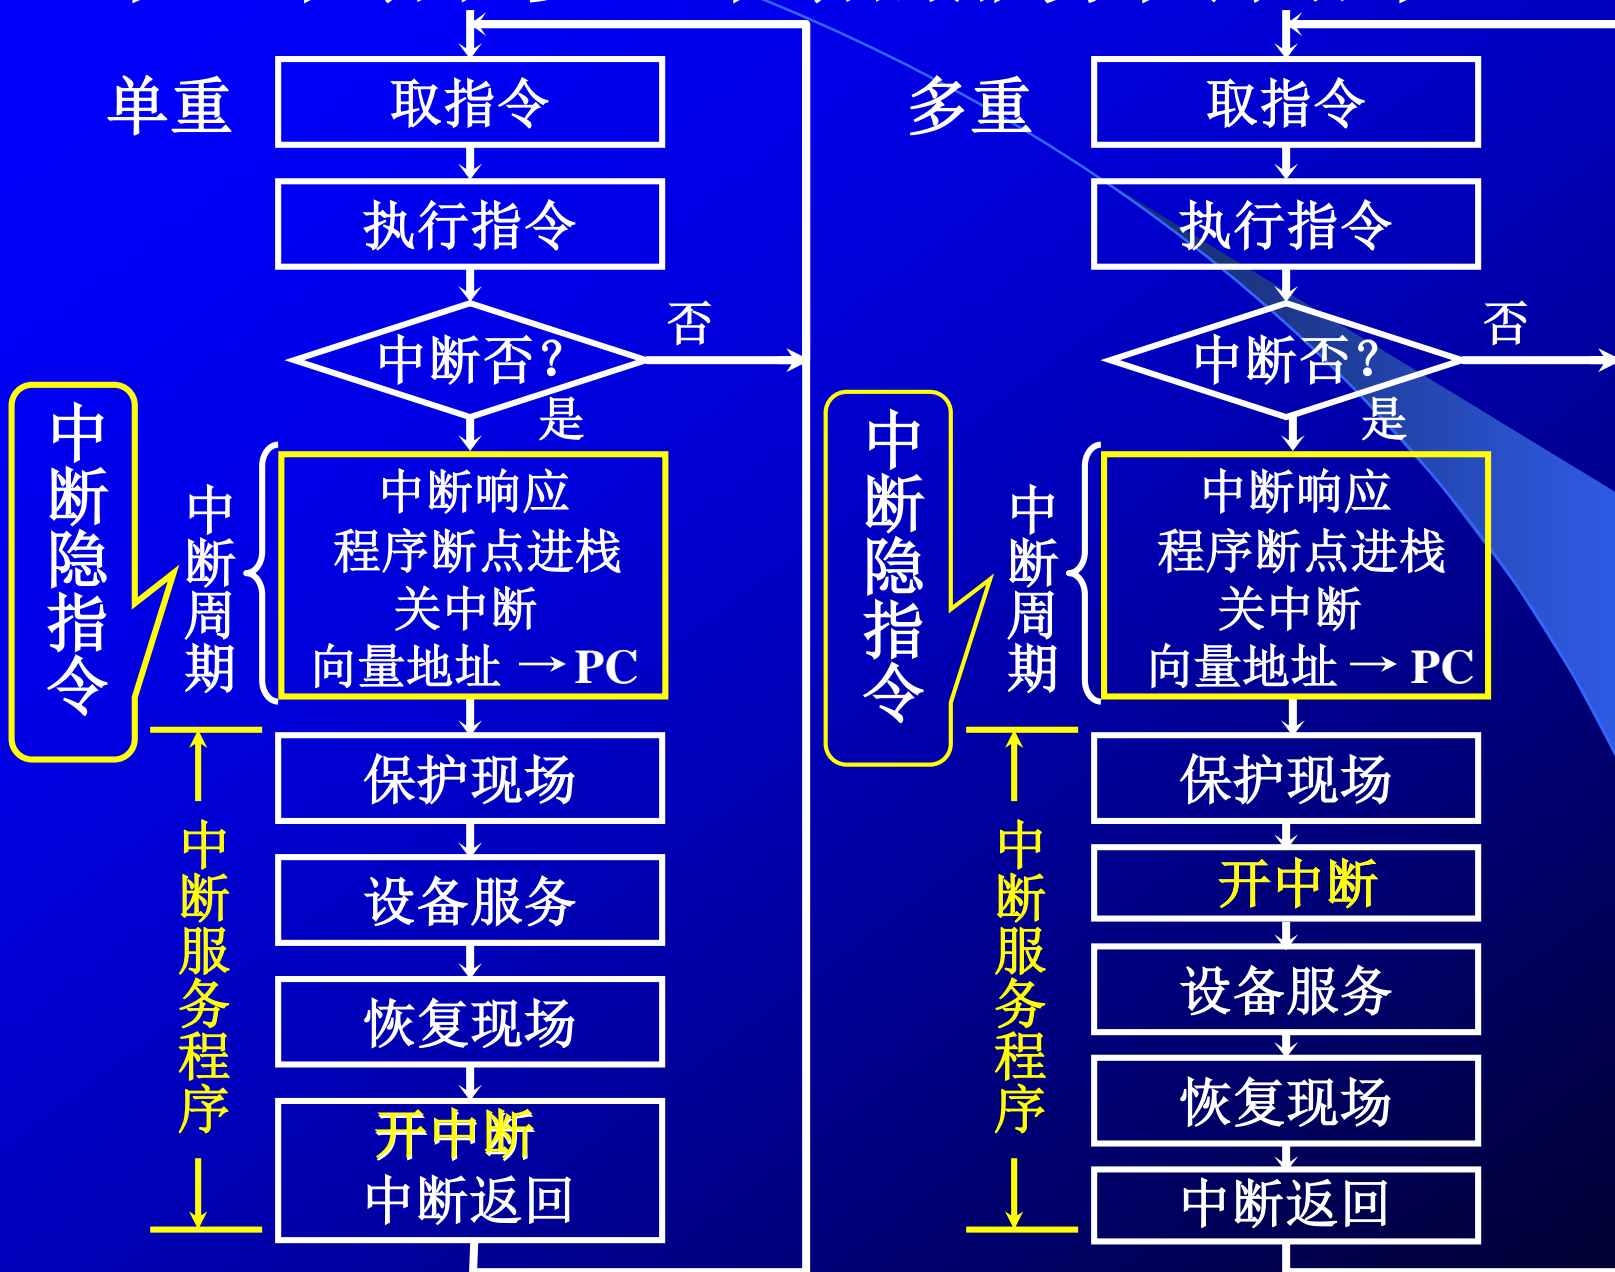 单重
取指令
执行指令
中断否？
否
是
中断隐指令
中断周期
中断响应
程序断点进栈
关中断
向量地址 → PC
中断服务程序
保护现场
设备服务
恢复现场
开中断
中断返回
多重
取指令
执行指令
中断否？
否
是
中断隐指令
中断周期
中断响应
程序断点进栈
关中断
向量地址 → PC
中断服务程序
保护现场
开中断
设备服务
恢复现场
中断返回